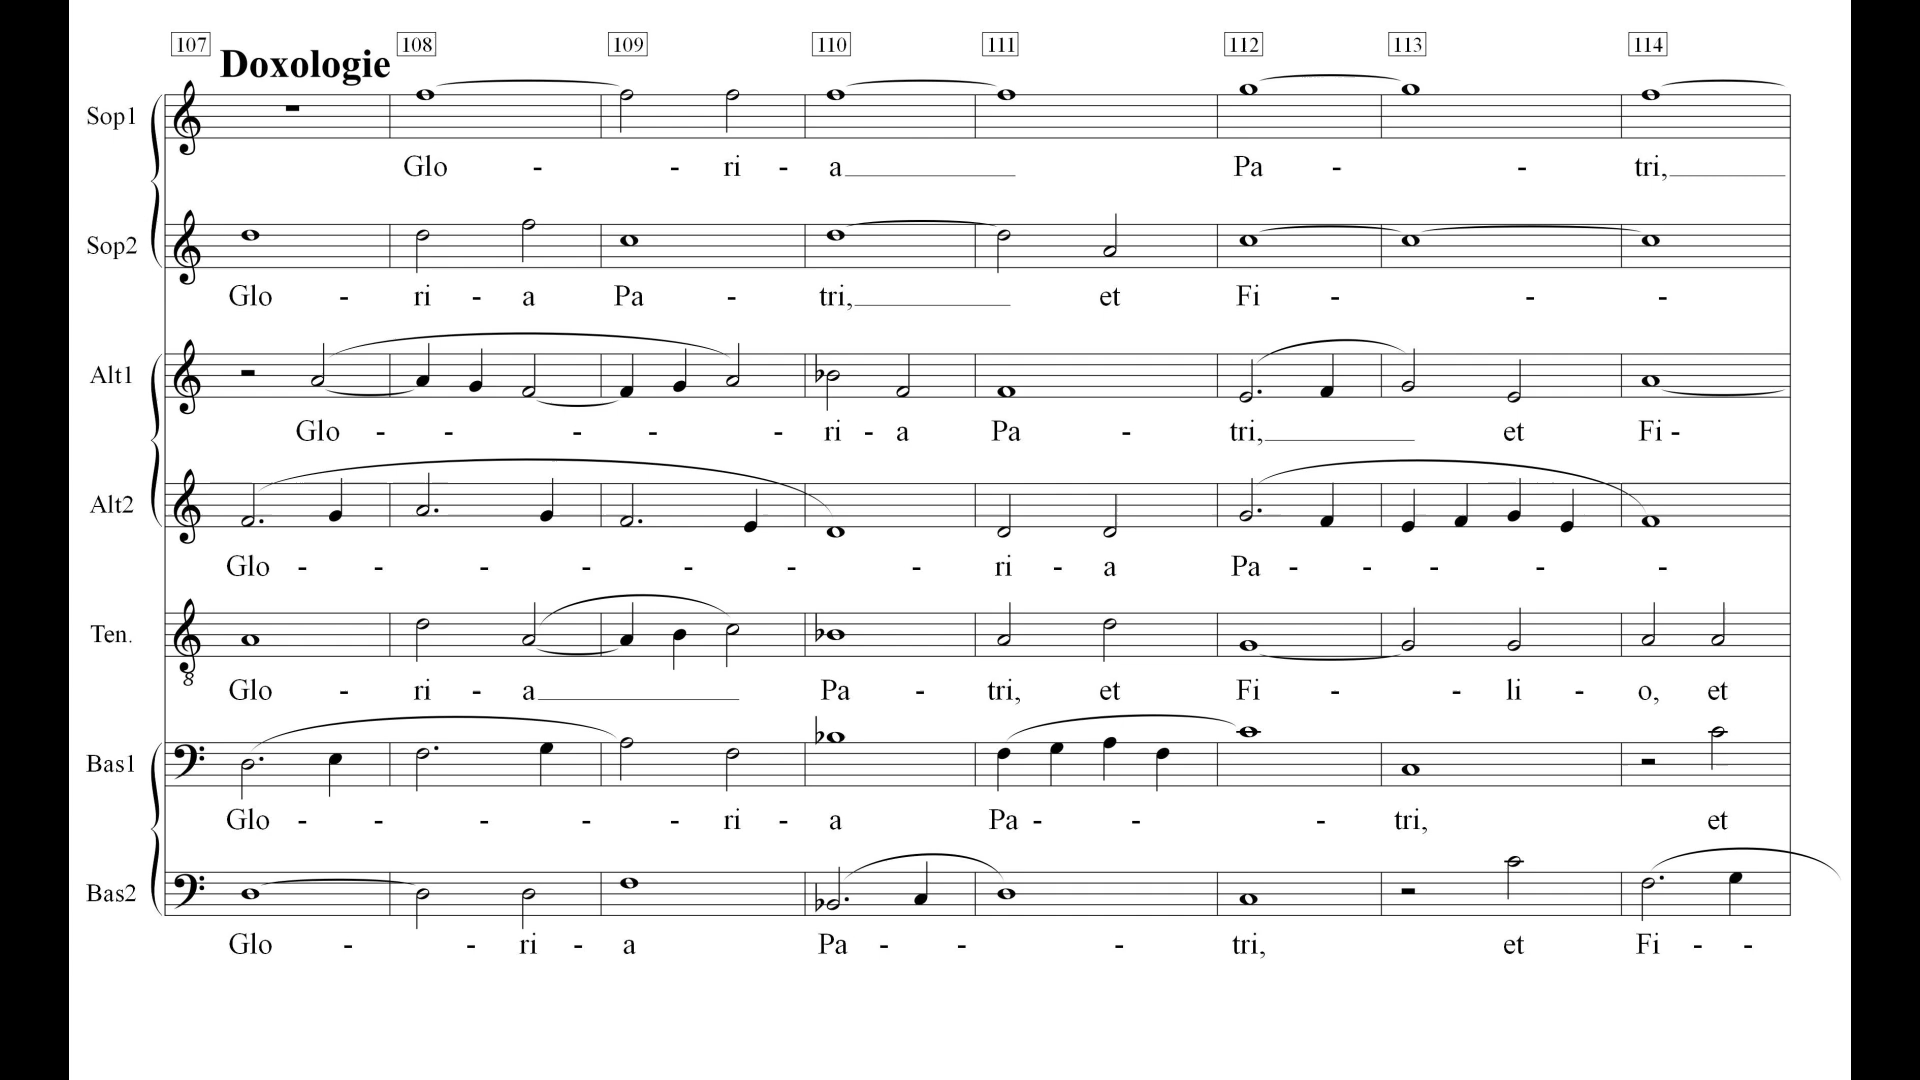 107 108 109 110 111 112 113 114
Doxologie
Sop1
Glo - - ri - a Pa - - tri,
Sop2
Glo - ri - a Pa - tri, et Fi - - -
Alt1
Glo - - - - - ri - a Pa - tri, et Fi -
Alt2
Glo - - - - - - - ri - a Pa - - - - -
Ten.
8
Glo - ri - a Pa - tri, et Fi - - li - o, et
Bas1
Glo - - - - - ri - a Pa - - - tri, et
Bas2
Glo - - ri - a Pa - - - tri, et Fi - -